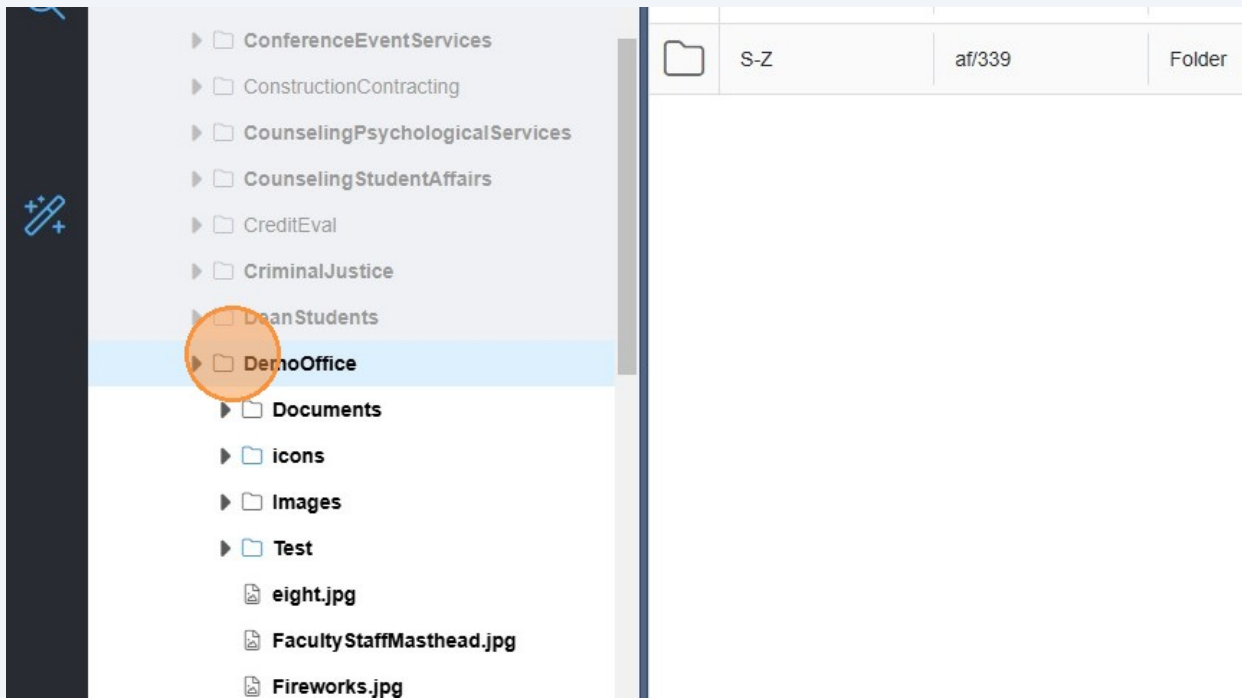 ConferenceEventServices
ConstructionContracting
CounselingPsychologicalServices
CounselingStudentAffairs
CreditEval
CriminalJustice
DeanStudents
DemoOffice
Documents
icons
Images
Test
eight.jpg
FacultyStaffMasthead.jpg
Fireworks.jpg
S-Z af/339 Folder